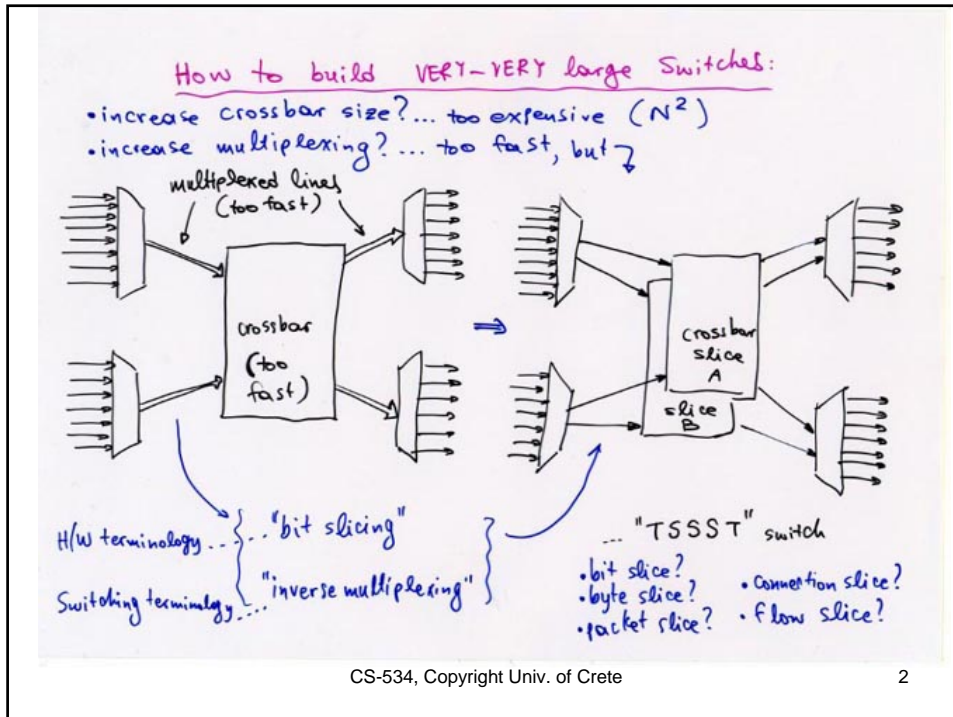 How to build VERY-VERY large Switches:
• increase crossbar size?... too expensive (N²)
• increase multiplexing?... too fast, but
multiplexed lines
(too fast)
crossbar
(too
fast)
⇒
crossbar
slice
A
slice
B
H/W terminology... "bit slicing"
Switching terminology... "inverse multiplexing"
... "TSSST" switch
• bit slice?
• byte slice?
• packet slice?
• connection slice?
• flow slice?
CS-534, Copyright Univ. of Crete
2